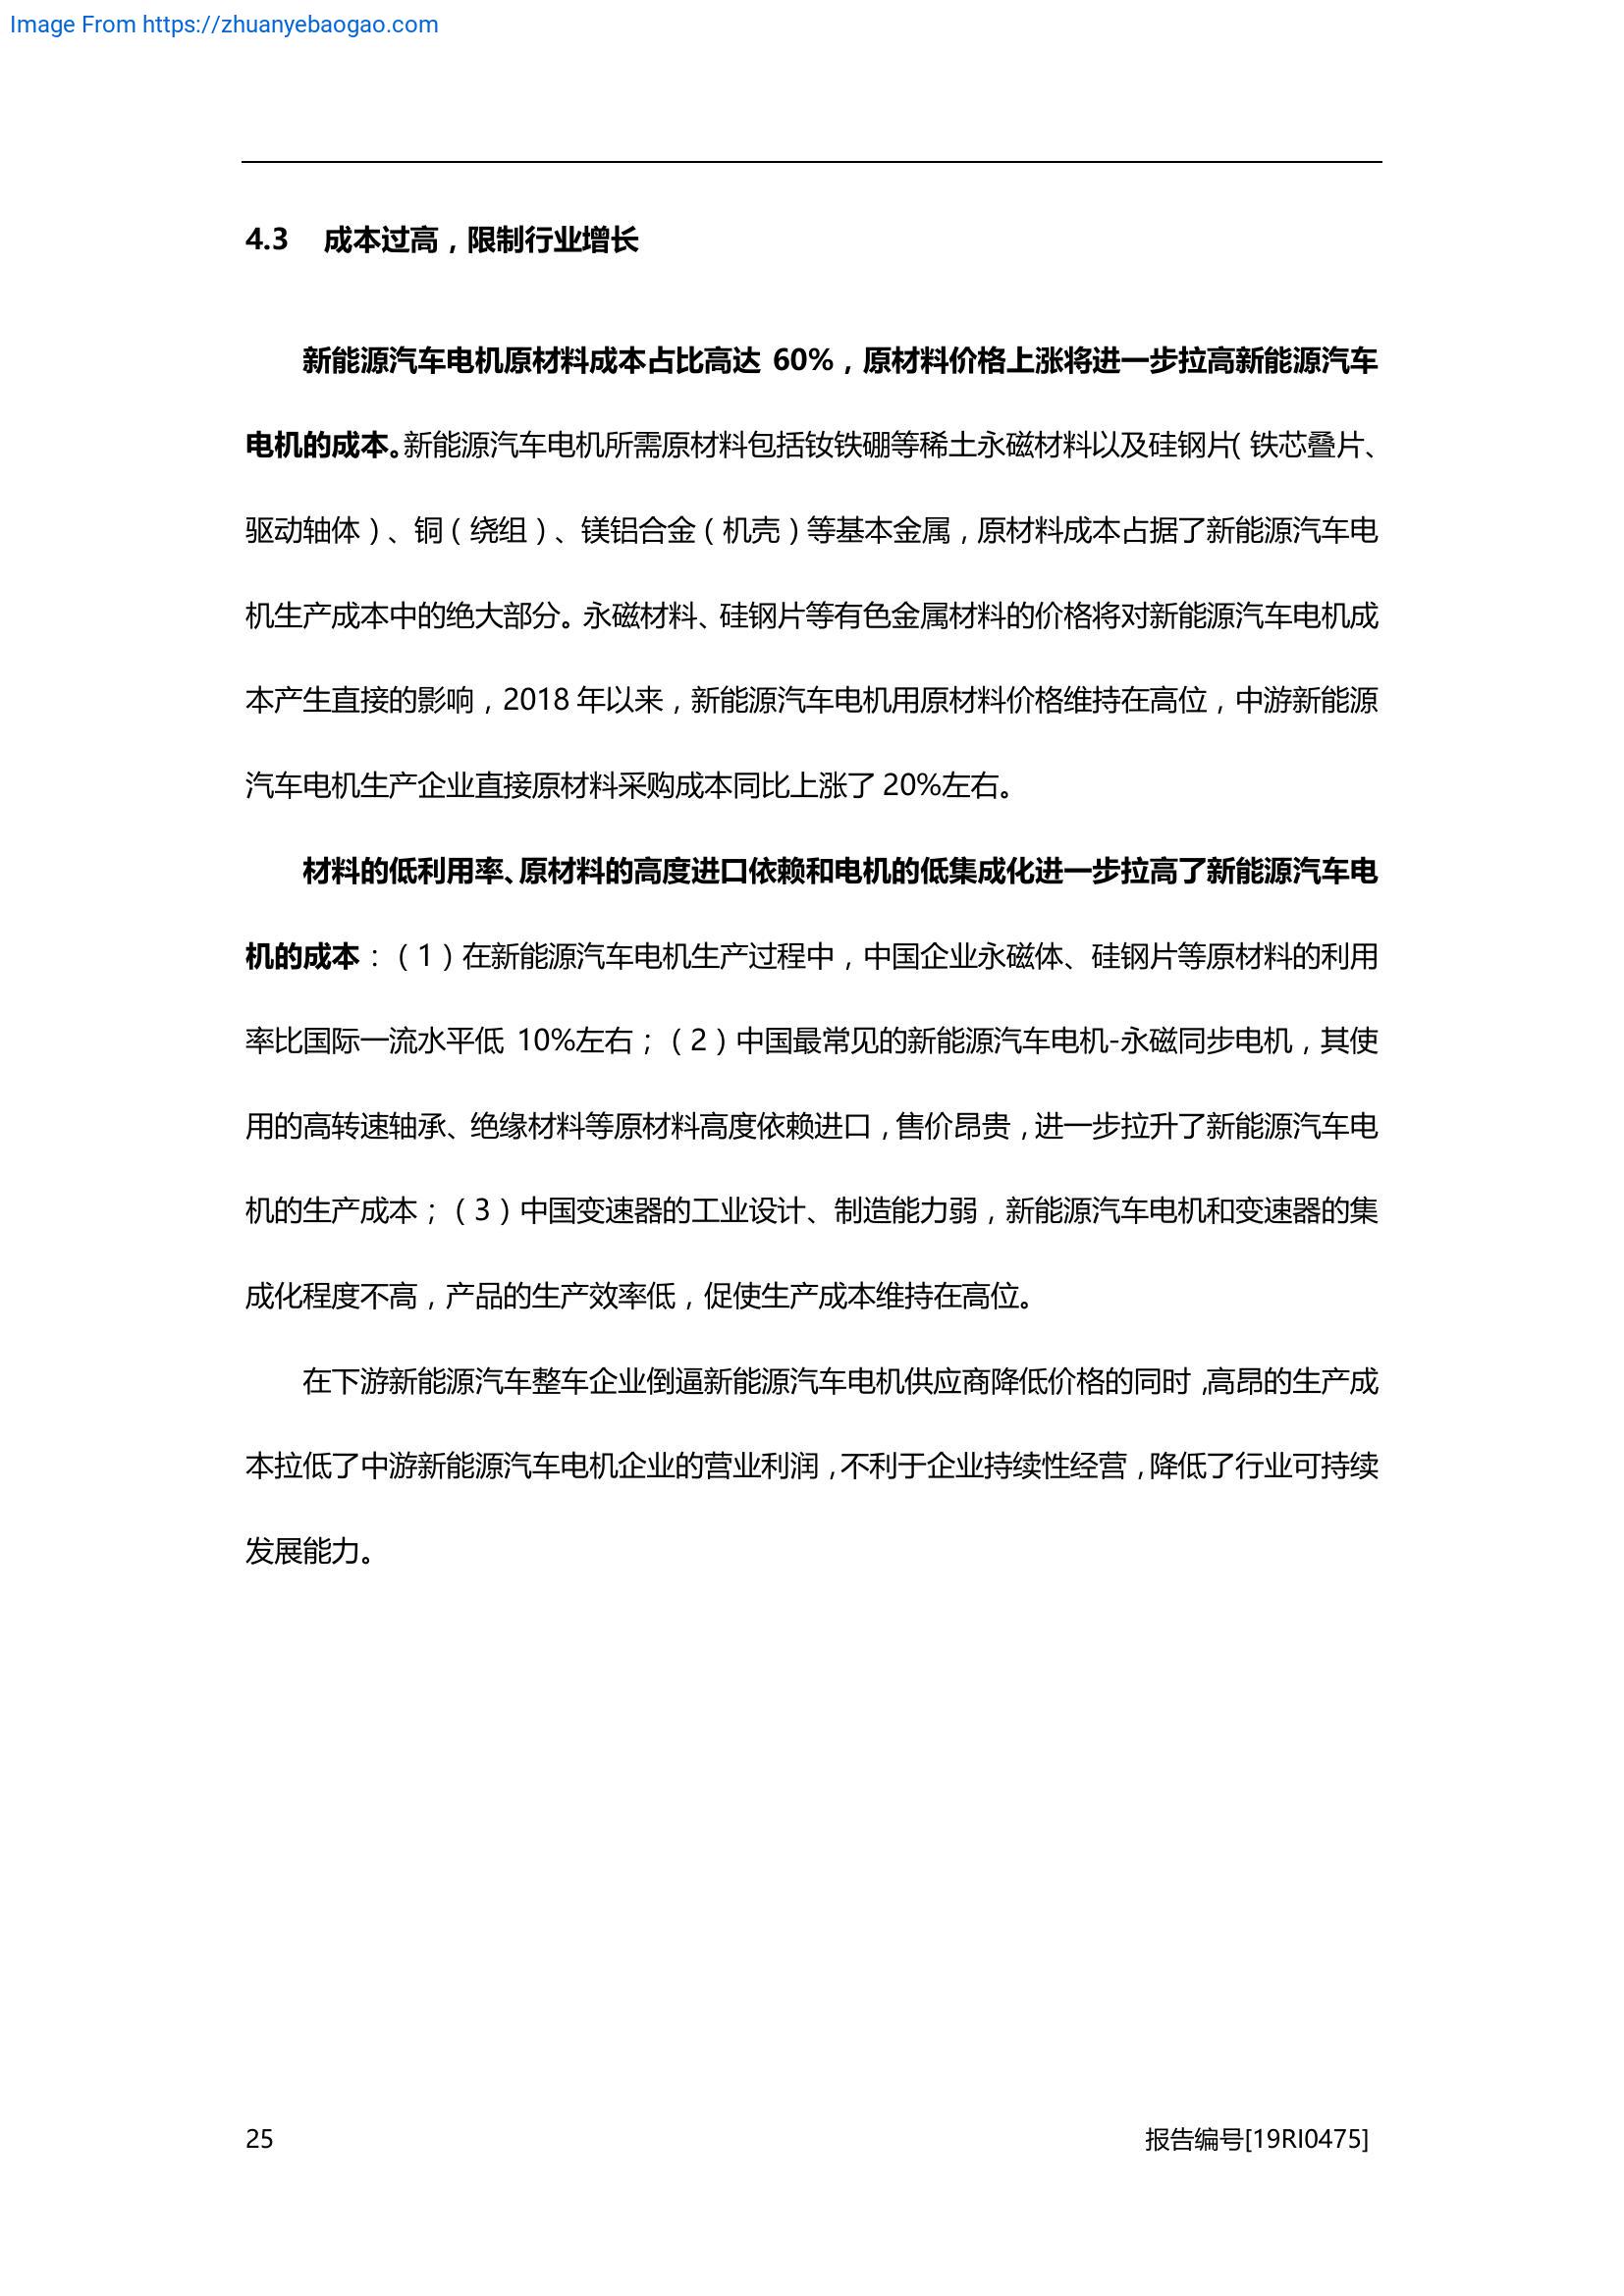 Image From https://zhuanyebaogao.com
4.3 成本过高，限制行业增长
新能源汽车电机原材料成本占比高达 60%，原材料价格上涨将进一步拉高新能源汽车
电机的成本。新能源汽车电机所需原材料包括钕铁硼等稀土永磁材料以及硅钢片（铁芯叠片、
驱动轴体）、铜（绕组）、镁铝合金（机壳）等基本金属，原材料成本占据了新能源汽车电
机生产成本中的绝大部分。永磁材料、硅钢片等有色金属材料的价格将对新能源汽车电机成
本产生直接的影响，2018 年以来，新能源汽车电机用原材料价格维持在高位，中游新能源
汽车电机生产企业直接原材料采购成本同比上涨了 20%左右。
材料的低利用率、原材料的高度进口依赖和电机的低集成化进一步拉高了新能源汽车电
机的成本：（1）在新能源汽车电机生产过程中，中国企业永磁体、硅钢片等原材料的利用
率比国际一流水平低 10%左右；（2）中国最常见的新能源汽车电机-永磁同步电机，其使
用的高转速轴承、绝缘材料等原材料高度依赖进口，售价昂贵，进一步拉升了新能源汽车电
机的生产成本；（3）中国变速器的工业设计、制造能力弱，新能源汽车电机和变速器的集
成化程度不高，产品的生产效率低，促使生产成本维持在高位。
在下游新能源汽车整车企业倒逼新能源汽车电机供应商降低价格的同时，高昂的生产成
本拉低了中游新能源汽车电机企业的营业利润，不利于企业持续性经营，降低了行业可持续
发展能力。
25 报告编号[19RI0475]